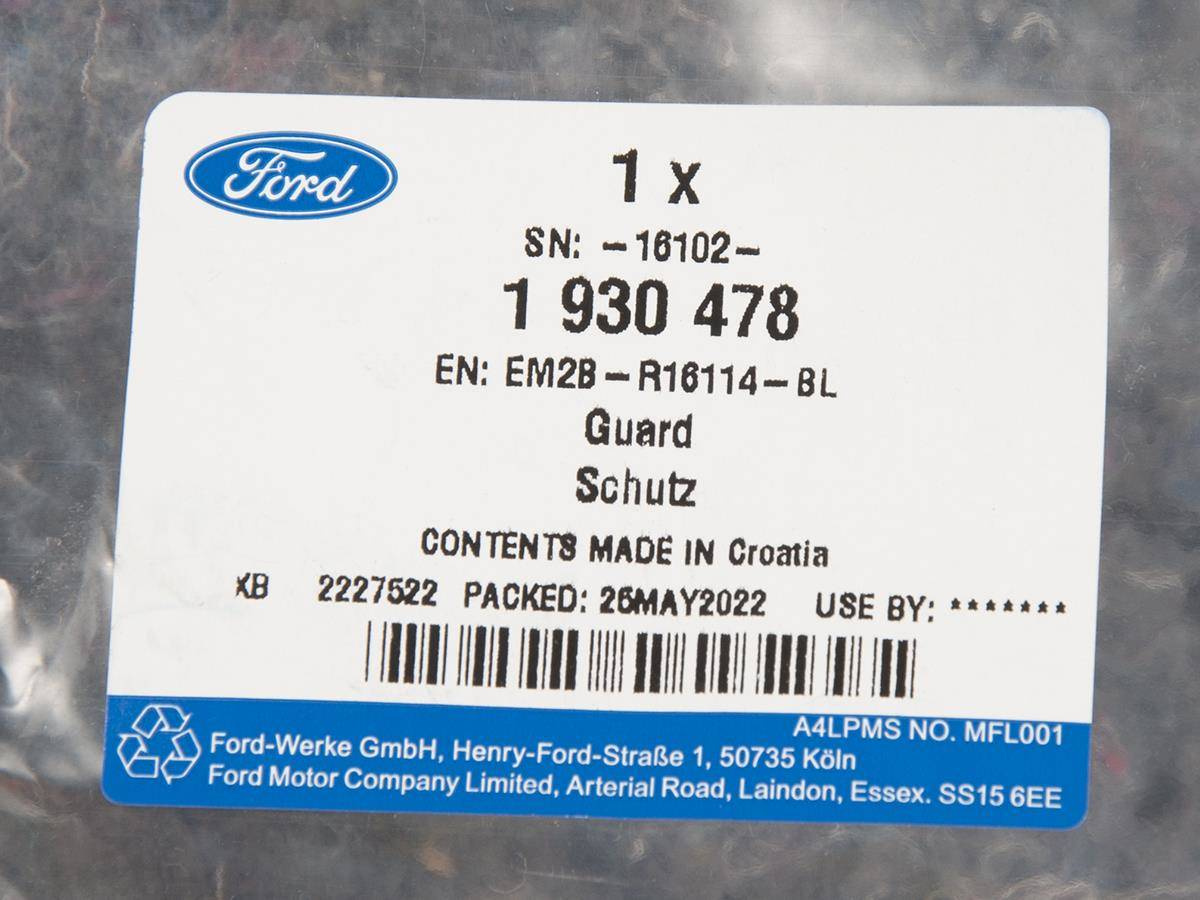 Ford
1 x
SN: -16102-
1 930 478
EN: EM2B-R16114-BL
Guard
Schutz
CONTENTS MADE IN Croatia
XB 2227522 PACKED: 26MAY2022 USE BY: *******
A4LPMS NO. MFL001
Ford-Werke GmbH, Henry-Ford-Straße 1, 50735 Köln
Ford Motor Company Limited, Arterial Road, Laindon, Essex. SS15 6EE